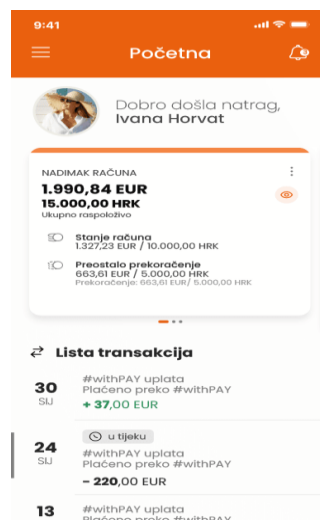 9:41
Početna
Dobro došla natrag,
Ivana Horvat
NADIMAK RAČUNA
1.990,84 EUR
15.000,00 HRK
Ukupno raspoloživo
Stanje računa
1.327,23 EUR / 10.000,00 HRK
Preostalo prekoračenje
663,61 EUR / 5.000,00 HRK
Prekoračenje: 663,61 EUR/ 5.000,00 HRK
Lista transakcija
30
SIJ
#withPAY uplata
Plaćeno preko #withPAY
+ 37,00 EUR
24
SIJ
u tijeku
#withPAY uplata
Plaćeno preko #withPAY
– 220,00 EUR
13
#withPAY uplata
Plaćeno preko #withPAY